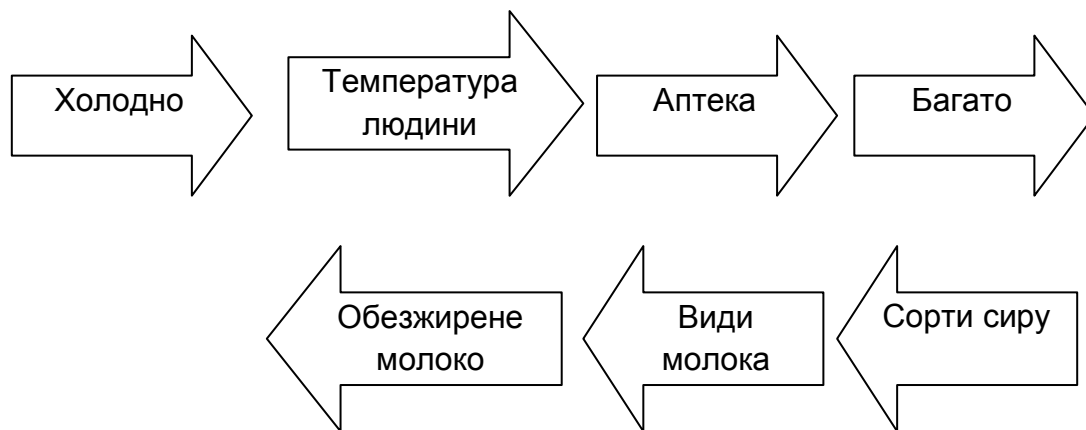 Холодно
Температура
людини
Аптека
Багато
Сорти сиру
Види
молока
Обезжирене
молоко